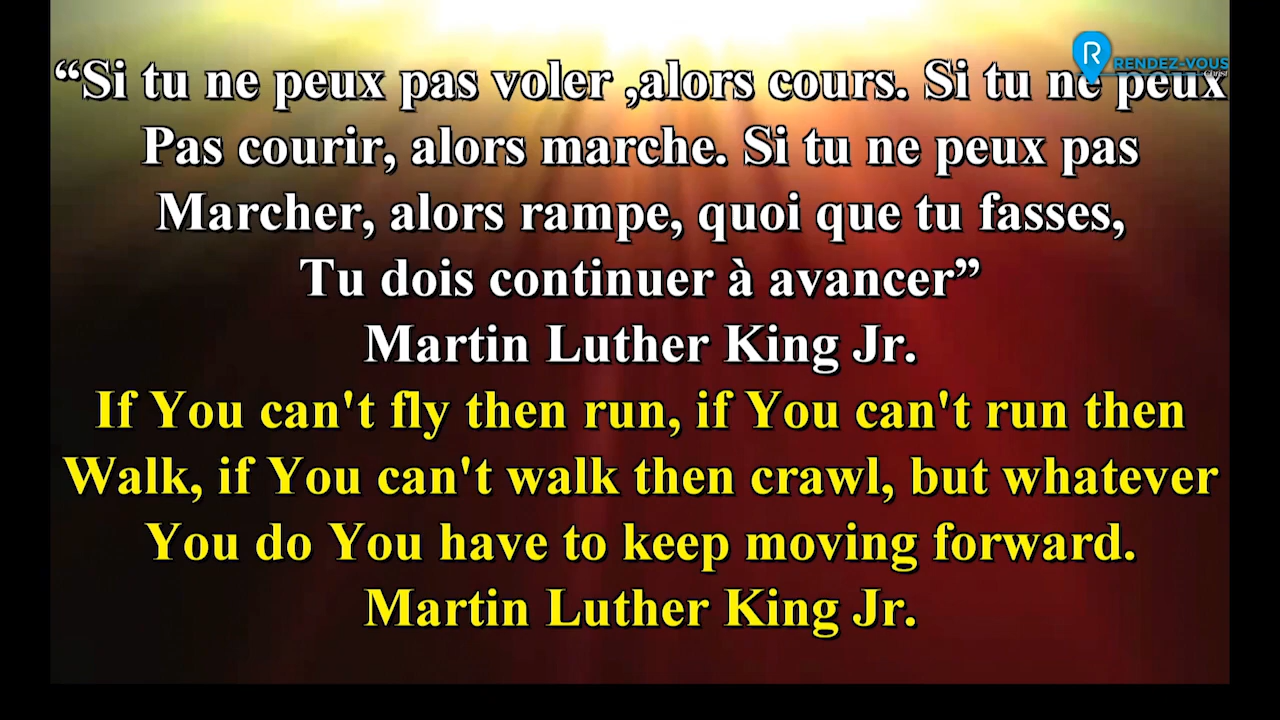 RENDEZ-VOUS
Christ
“Si tu ne peux pas voler ,alors cours. Si tu ne peux
Pas courir, alors marche. Si tu ne peux pas
Marcher, alors rampe, quoi que tu fasses,
Tu dois continuer à avancer”
Martin Luther King Jr.
If You can't fly then run, if You can't run then
Walk, if You can't walk then crawl, but whatever
You do You have to keep moving forward.
Martin Luther King Jr.